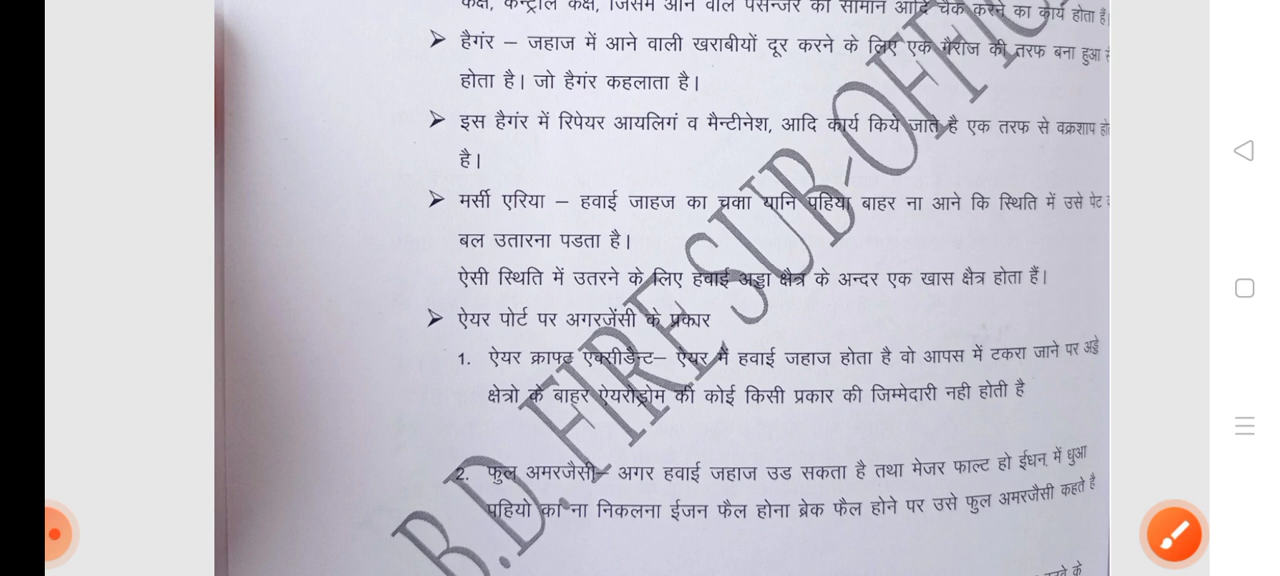 कक्ष, कन्ट्रोल कक्ष, जिसमें आने वाले पैसेन्जर का सामान आदि चैक करने का कार्य होता है।
➤ हैगंर – जहाज में आने वाली खराबीयों दूर करने के लिए एक गैराज की तरफ बना हुआ
होता है। जो हैगंर कहलाता है।
➤ इस हैगंर में रिपेयर आयलिगं व मैन्टीनेश, आदि कार्य किये जाते है एक तरफ से वक्रशाप
है।
➤ मर्सी एरिया – हवाई जाहज का चक्का यानि पहिया बाहर ना आने कि स्थिति में उसे पेट
बल उतारना पडता है।
ऐसी स्थिति में उतरने के लिए हवाई अड्डा क्षैत्र के अन्दर एक खास क्षैत्र होता हैं।
➤ ऐयर पोर्ट पर अगरजेंसी के प्रकार
1. ऐयर क्राफ्ट ऐक्सीडैन्ट– ऐयर में हवाई जहाज होता है वो आपस में टकरा जाने पर अड्डे
क्षेत्रो के बाहर ऐयरोड्रोम की कोई किसी प्रकार की जिम्मेदारी नही होती है
2. फुल अमरजैसी– अगर हवाई जहाज उड सकता है तथा मेजर फाल्ट हो ईधन में धुआ
पहियो का ना निकलना ईजन फैल होना ब्रेक फैल होने पर उसे फुल अमरजैसी कहते है
B.D. FIRE SUB-OFFIC